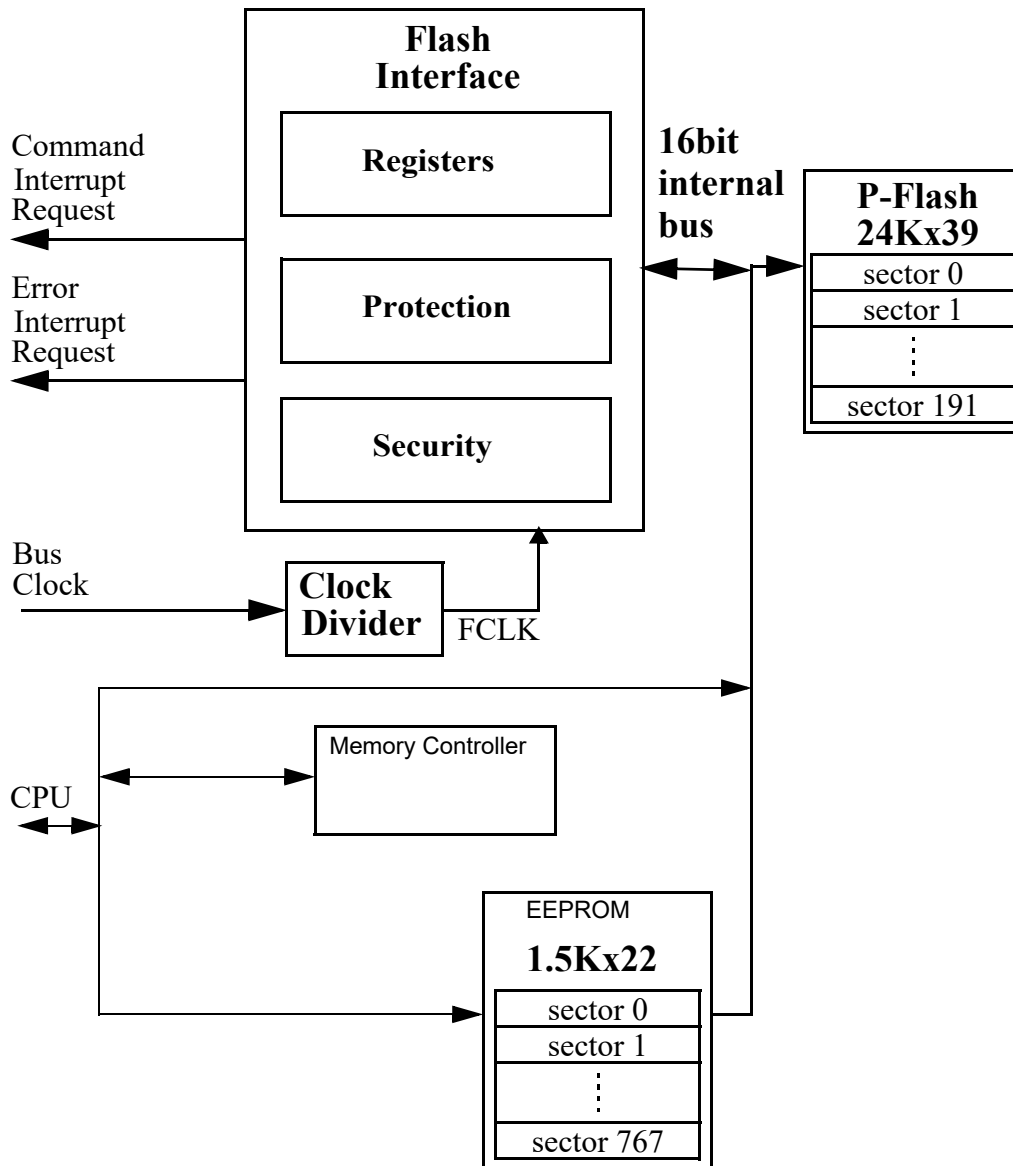 Flash
Interface
Registers
Protection
Security
Command
Interrupt
Request
Error
Interrupt
Request
16bit
internal
bus
P-Flash
24Kx39
sector 0
sector 1
sector 191
Bus
Clock
Clock
Divider
FCLK
Memory Controller
CPU
EEPROM
1.5Kx22
sector 0
sector 1
sector 767